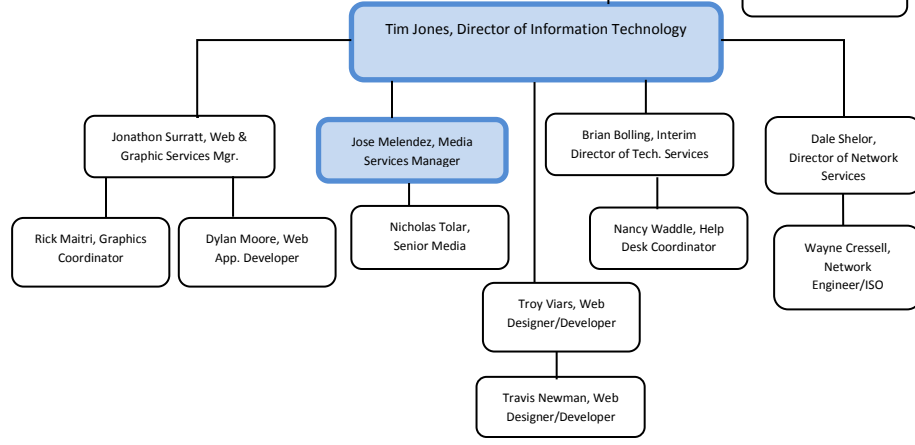 Tim Jones, Director of Information Technology
Jonathon Surratt, Web &
Graphic Services Mgr.
Jose Melendez, Media
Services Manager
Brian Bolling, Interim
Director of Tech. Services
Dale Shelor,
Director of Network
Services
Rick Maitri, Graphics
Coordinator
Dylan Moore, Web
App. Developer
Nicholas Tolar,
Senior Media
Nancy Waddle, Help
Desk Coordinator
Wayne Cressell,
Network
Engineer/ISO
Troy Viars, Web
Designer/Developer
Travis Newman, Web
Designer/Developer